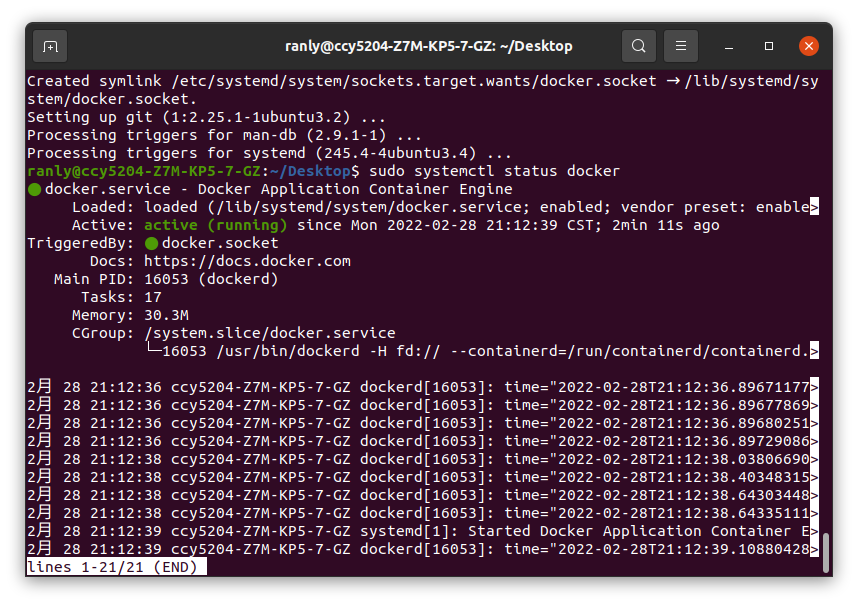 ranly@ccy5204-Z7M-KP5-7-GZ: ~/Desktop
Created symlink /etc/systemd/system/sockets.target.wants/docker.socket → /lib/systemd/sy
stem/docker.socket.
Setting up git (1:2.25.1-1ubuntu3.2) ...
Processing triggers for man-db (2.9.1-1) ...
Processing triggers for systemd (245.4-4ubuntu3.4) ...
ranly@ccy5204-Z7M-KP5-7-GZ:~/Desktop$ sudo systemctl status docker
● docker.service - Docker Application Container Engine
     Loaded: loaded (/lib/systemd/system/docker.service; enabled; vendor preset: enable>
     Active: active (running) since Mon 2022-02-28 21:12:39 CST; 2min 11s ago
TriggeredBy: ● docker.socket
       Docs: https://docs.docker.com
   Main PID: 16053 (dockerd)
      Tasks: 17
     Memory: 30.3M
     CGroup: /system.slice/docker.service
             └─16053 /usr/bin/dockerd -H fd:// --containerd=/run/containerd/containerd.>
2月 28 21:12:36 ccy5204-Z7M-KP5-7-GZ dockerd[16053]: time="2022-02-28T21:12:36.89671177>
2月 28 21:12:36 ccy5204-Z7M-KP5-7-GZ dockerd[16053]: time="2022-02-28T21:12:36.89677869>
2月 28 21:12:36 ccy5204-Z7M-KP5-7-GZ dockerd[16053]: time="2022-02-28T21:12:36.89680251>
2月 28 21:12:36 ccy5204-Z7M-KP5-7-GZ dockerd[16053]: time="2022-02-28T21:12:36.89729086>
2月 28 21:12:38 ccy5204-Z7M-KP5-7-GZ dockerd[16053]: time="2022-02-28T21:12:38.03806690>
2月 28 21:12:38 ccy5204-Z7M-KP5-7-GZ dockerd[16053]: time="2022-02-28T21:12:38.40348315>
2月 28 21:12:38 ccy5204-Z7M-KP5-7-GZ dockerd[16053]: time="2022-02-28T21:12:38.64303448>
2月 28 21:12:38 ccy5204-Z7M-KP5-7-GZ dockerd[16053]: time="2022-02-28T21:12:38.64335111>
2月 28 21:12:39 ccy5204-Z7M-KP5-7-GZ systemd[1]: Started Docker Application Container E>
2月 28 21:12:39 ccy5204-Z7M-KP5-7-GZ dockerd[16053]: time="2022-02-28T21:12:39.10880428>
lines 1-21/21 (END)